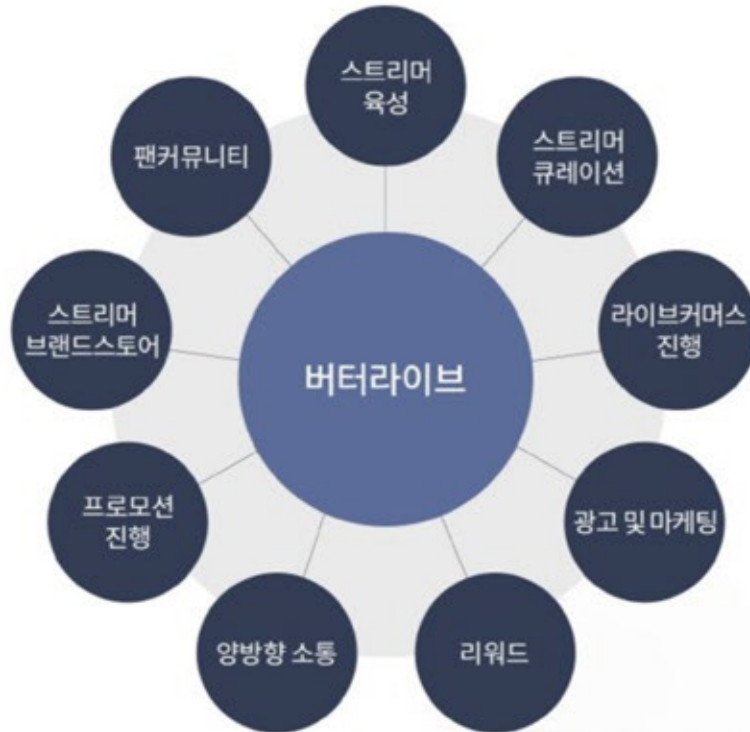 스트리머
육성
스트리머
큐레이션
라이브커머스
진행
광고 및 마케팅
리워드
양방향 소통
프로모션
진행
스트리머
브랜드스토어
팬커뮤니티
버터라이브